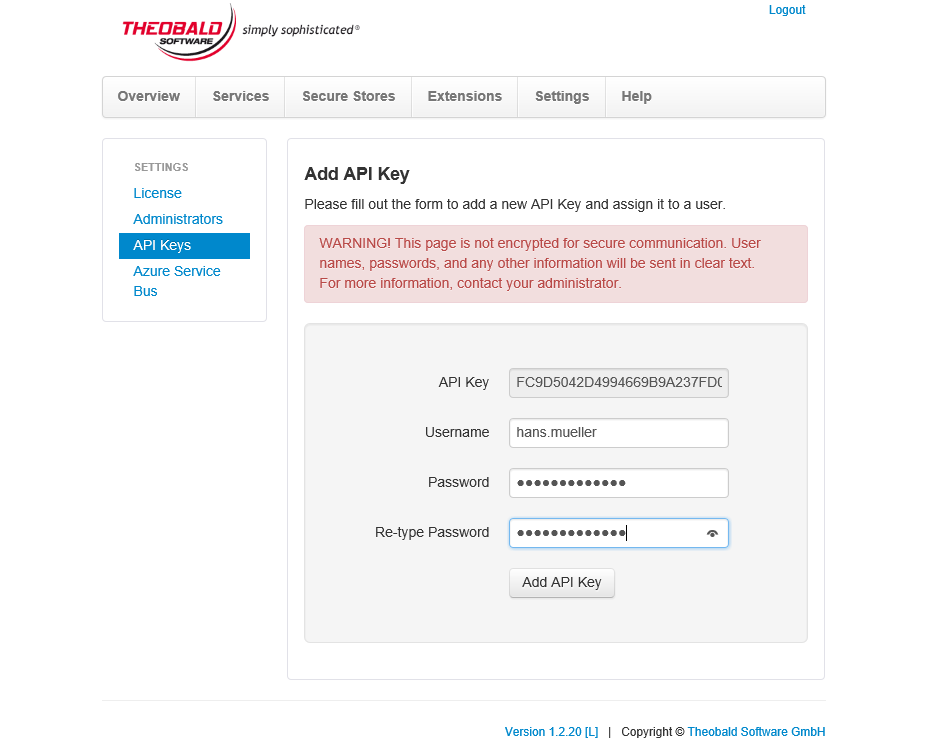 Logout
THEOBALD
SOFTWARE
simply sophisticated®
Overview Services Secure Stores Extensions Settings Help
SETTINGS
License
Administrators
API Keys
Azure Service
Bus
Add API Key
Please fill out the form to add a new API Key and assign it to a user.
WARNING! This page is not encrypted for secure communication. User
names, passwords, and any other information will be sent in clear text.
For more information, contact your administrator.
API Key FC9D5042D4994669B9A237FD
Username hans.mueller
Password •••••••••••••
Re-type Password •••••••••••••
Add API Key
Version 1.2.20 [L] | Copyright © Theobald Software GmbH